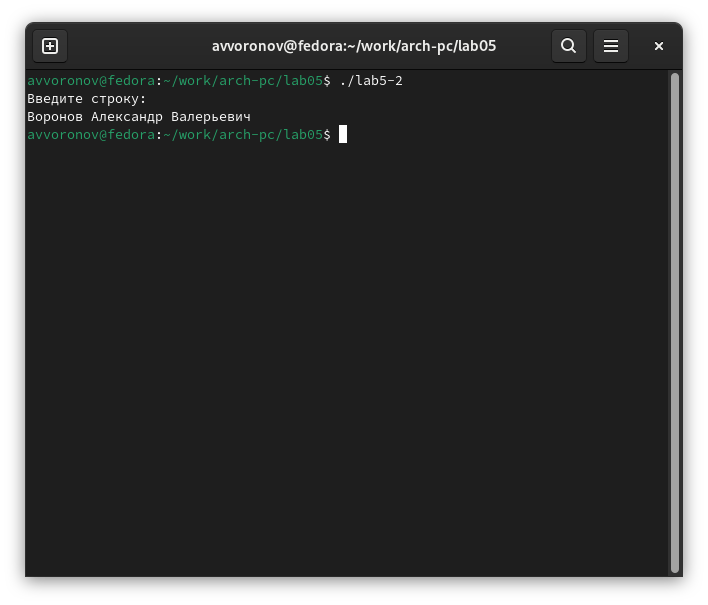 avvoronov@fedora:~/work/arch-pc/lab05
avvoronov@fedora:~/work/arch-pc/lab05$ ./lab5-2
Введите строку:
Воронов Александр Валерьевич
avvoronov@fedora:~/work/arch-pc/lab05$